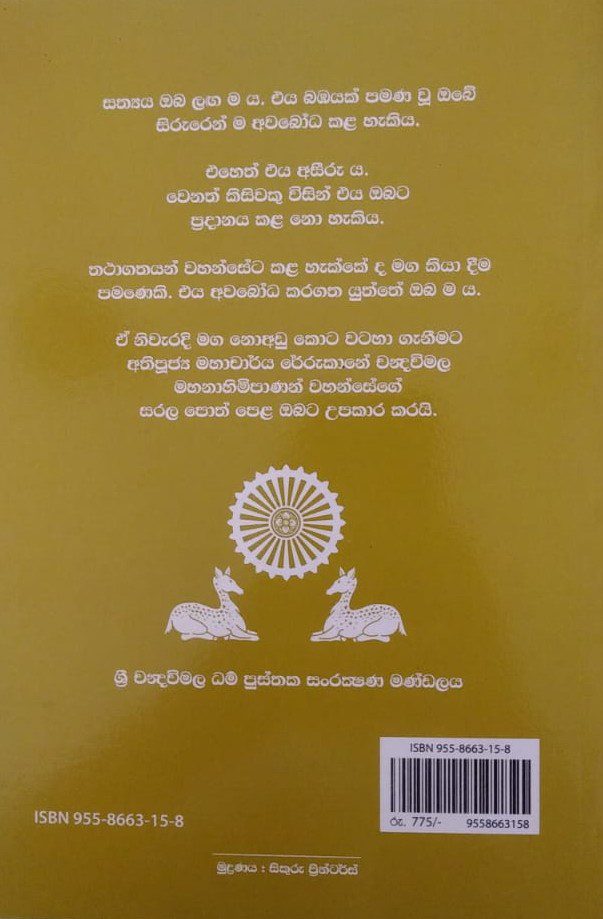 සත්‍යය ඔබ ලඟ ම ය. එය බඹයක් පමණ වූ ඔබේ
සිරුරෙන් ම අවබෝධ කළ හැකිය.
එහෙත් එය අසීරු ය.
වෙනත් කිසිවකු විසින් එය ඔබට
ප්‍රදානය කළ නො හැකිය.
තථාගතයන් වහන්සේට කළ හැක්කේ ද මග කියා දීම
පමණෙකි. එය අවබෝධ කරගත යුත්තේ ඔබ ම ය.
ඒ නිවැරදි මග නොඅඩු කොට වටහා ගැනීමට
අතිපූජ්‍ය මහාචාර්ය රේරුකානේ චන්‍දවිමල
මහනාහිමිපාණන් වහන්සේගේ
සරල පොත් පෙළ ඔබට උපකාර කරයි.
ශ්‍රී චන්‍දවිමල ධර්‍ම පුස්තක සංරක්‍ෂණ මණ්ඩලය
ISBN 955-8663-15-8
රු. 775/- 9558663158
ISBN 955-8663-15-8
මුද්‍රණය : සිකුරු ප්‍රින්ටර්ස්